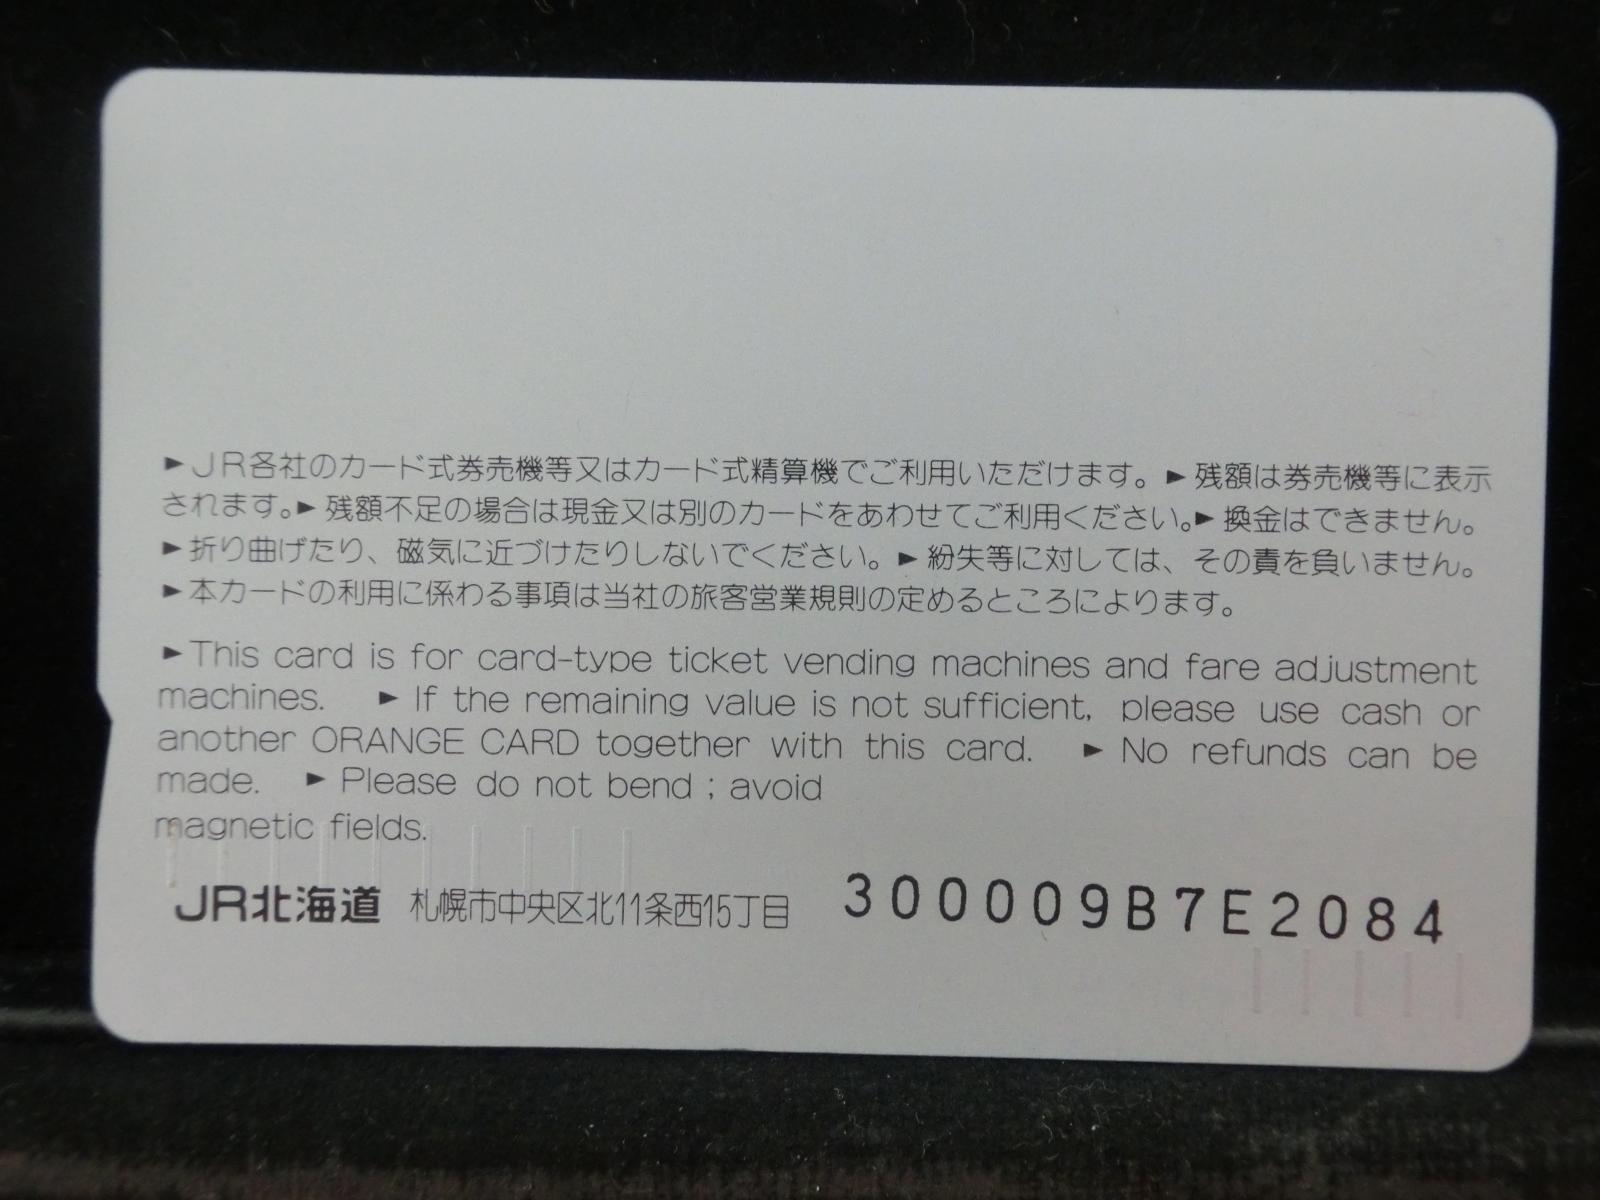 ►JR各社のカード式券売機等又はカード式精算機でご利用いただけます。►残額は券売機等に表示
されます。►残額不足の場合は現金又は別のカードをあわせてご利用ください。►換金はできません。
►折り曲げたり、磁気に近づけたりしないでください。►紛失等に対しては、その責を負いません。
►本カードの利用に係わる事項は当社の旅客営業規則の定めるところによります。
►This card is for card-type ticket vending machines and fare adjustment
machines. ►If the remaining value is not sufficient, please use cash or
another ORANGE CARD together with this card. ►No refunds can be
made. ►Please do not bend ; avoid
magnetic fields.
JR北海道 札幌市中央区北11条西15丁目 300009B7E2084